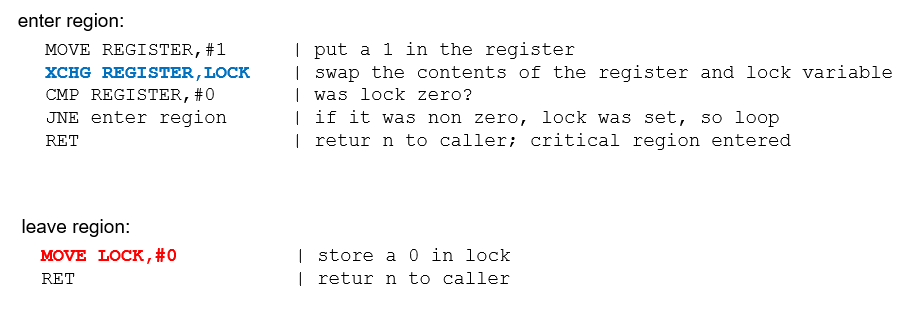 enter region:
MOVE REGISTER,#1 | put a 1 in the register
XCHG REGISTER,LOCK | swap the contents of the register and lock variable
CMP REGISTER,#0 | was lock zero?
JNE enter region | if it was non zero, lock was set, so loop
RET | retur n to caller; critical region entered
leave region:
MOVE LOCK,#0 | store a 0 in lock
RET | retur n to caller